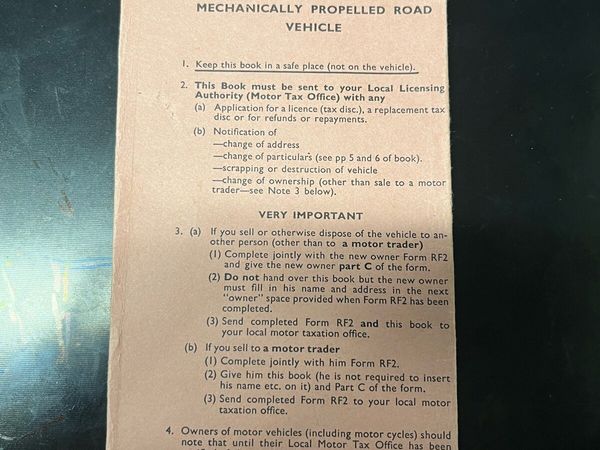 MECHANICALLY PROPELLED ROAD
VEHICLE
1. Keep this book in a safe place (not on the vehicle).
2. This Book must be sent to your Local Licensing
Authority (Motor Tax Office) with any
(a) Application for a licence (tax disc.), a replacement tax
disc or for refunds or repayments.
(b) Notification of
—change of address
—change of particulars (see pp 5 and 6 of book).
—scrapping or destruction of vehicle
—change of ownership (other than sale to a motor
trader—see Note 3 below).
VERY IMPORTANT
3. (a) If you sell or otherwise dispose of the vehicle to an-
other person (other than to a motor trader)
(1) Complete jointly with the new owner Form RF2
and give the new owner part C of the form.
(2) Do not hand over this book but the new owner
must fill in his name and address in the next
"owner" space provided when Form RF2 has been
completed.
(3) Send completed Form RF2 and this book to
your local motor taxation office.
(b) If you sell to a motor trader
(1) Complete jointly with him Form RF2.
(2) Give him this book (he is not required to insert
his name etc. on it) and Part C of the form.
(3) Send completed Form RF2 to your local motor
taxation office.
4. Owners of motor vehicles (including motor cycles) should
note that until their Local Motor Tax Office has been